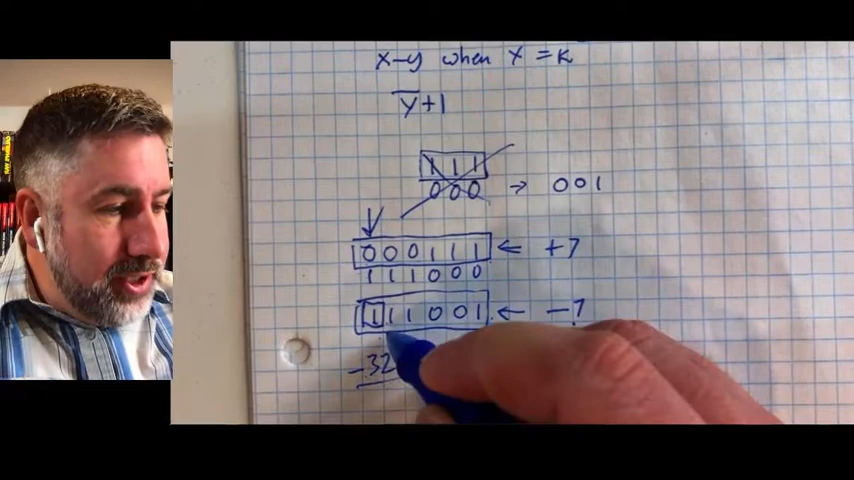 x-y when x = K
y+1
111
000 → 001
000111 ← +7
111000
111001 ← -7
-32